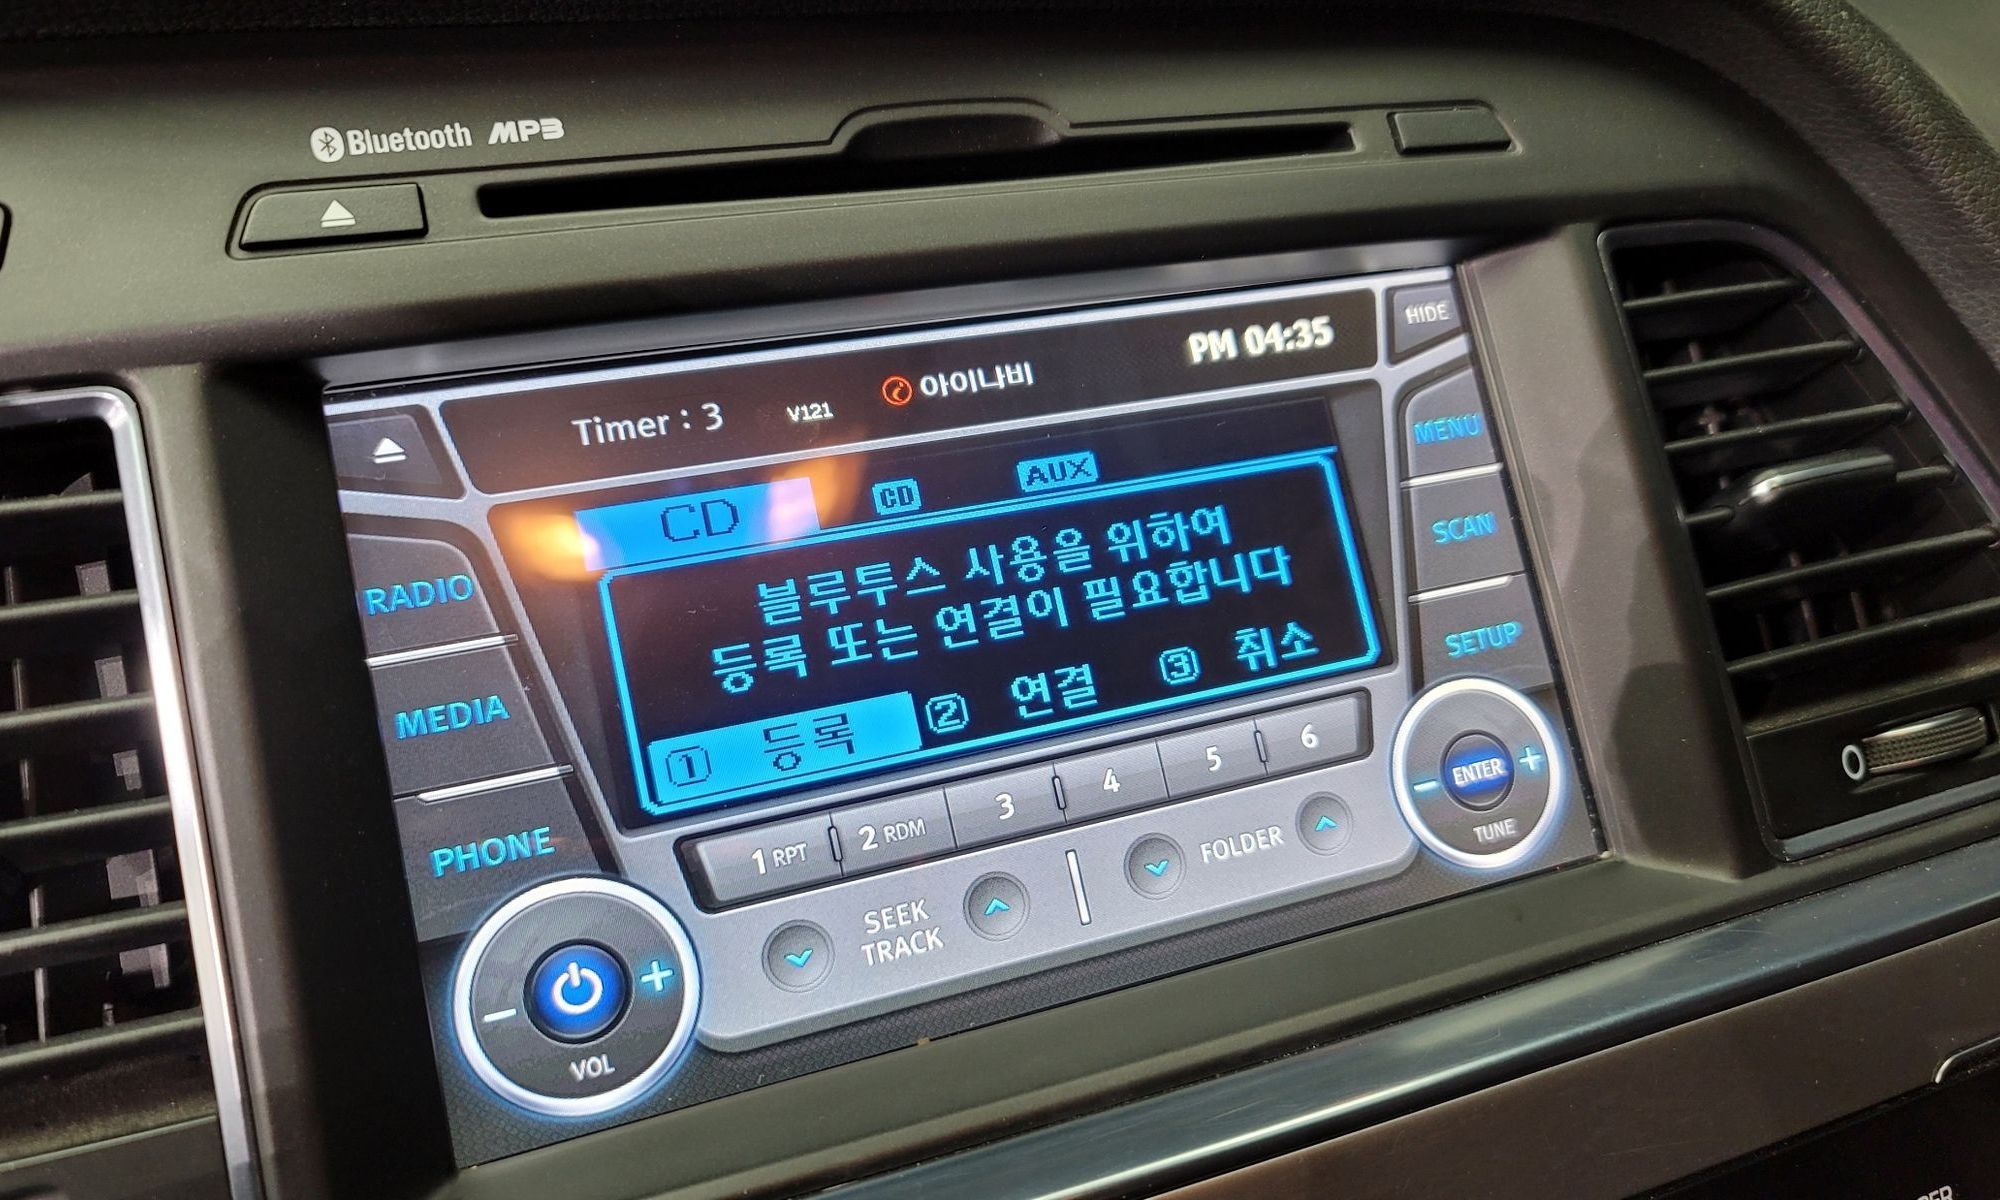 Bluetooth MP3
HIDE
PM 04:35
아이나비
V121
Timer : 3
MENU
AUX
CD
CD
SCAN
블루투스 사용을 위하여
등록 또는 연결이 필요합니다
RADIO
SETUP
1 등록 2 연결 3 취소
MEDIA
PHONE
1 RPT 2 RDM 3 4 5 6
- ENTER +
TUNE
SEEK
TRACK
FOLDER
- +
VOL